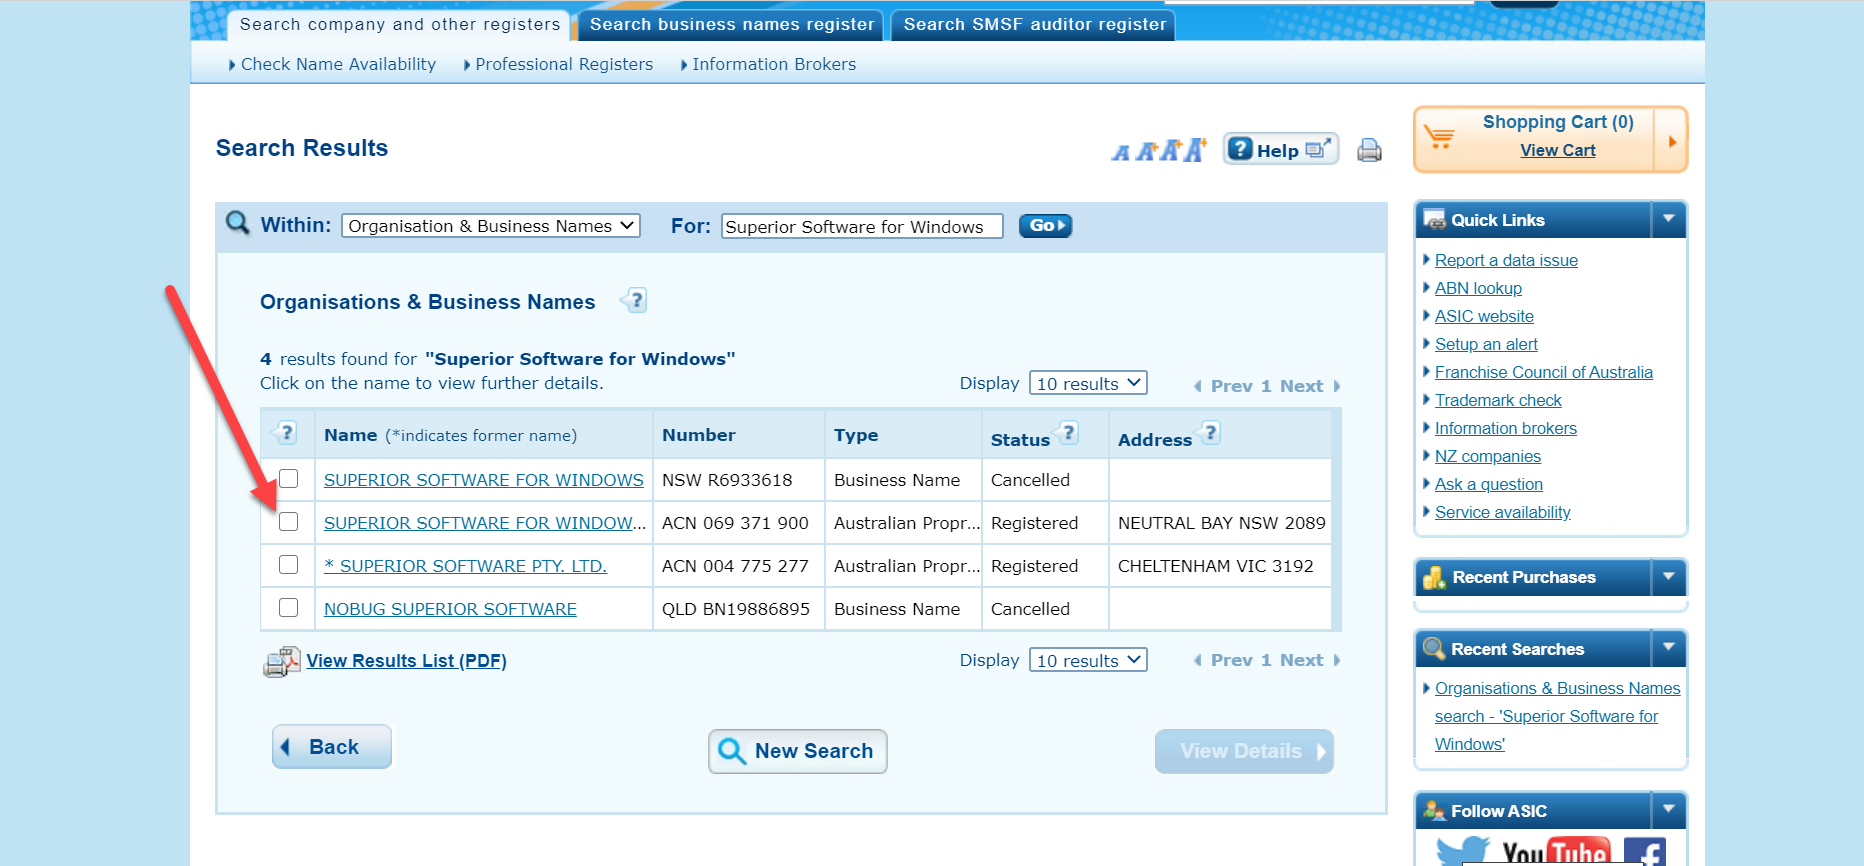 Search company and other registers
Search business names register
Search SMSF auditor register
Check Name Availability
Professional Registers
Information Brokers
Search Results
A A+ A+ A+
? Help
Shopping Cart (0)
View Cart
Within: Organisation & Business Names For: Superior Software for Windows Go
Organisations & Business Names ?
4 results found for "Superior Software for Windows"
Click on the name to view further details.
Display 10 results Prev 1 Next
? Name (*indicates former name) Number Type Status ? Address ?
SUPERIOR SOFTWARE FOR WINDOWS NSW R6933618 Business Name Cancelled
SUPERIOR SOFTWARE FOR WINDOW... ACN 069 371 900 Australian Propr... Registered NEUTRAL BAY NSW 2089
* SUPERIOR SOFTWARE PTY. LTD. ACN 004 775 277 Australian Propr... Registered CHELTENHAM VIC 3192
NOBUG SUPERIOR SOFTWARE QLD BN19886895 Business Name Cancelled
View Results List (PDF)
Display 10 results Prev 1 Next
Back
New Search
View Details
Quick Links
Report a data issue
ABN lookup
ASIC website
Setup an alert
Franchise Council of Australia
Trademark check
Information brokers
NZ companies
Ask a question
Service availability
Recent Purchases
Recent Searches
Organisations & Business Names
search - 'Superior Software for
Windows'
Follow ASIC
YouTube f